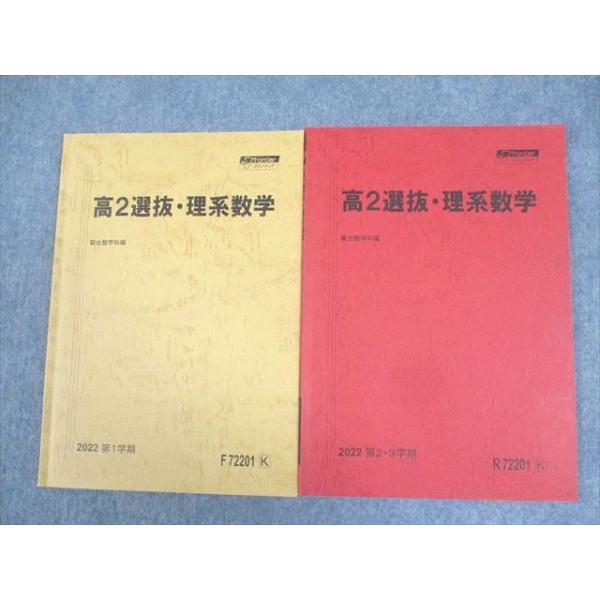 高2選抜・理系数学
駿台数学科編
2022 第1学期
F72201 K
高2選抜・理系数学
駿台数学科編
2022 第2・3学期
R72201 K